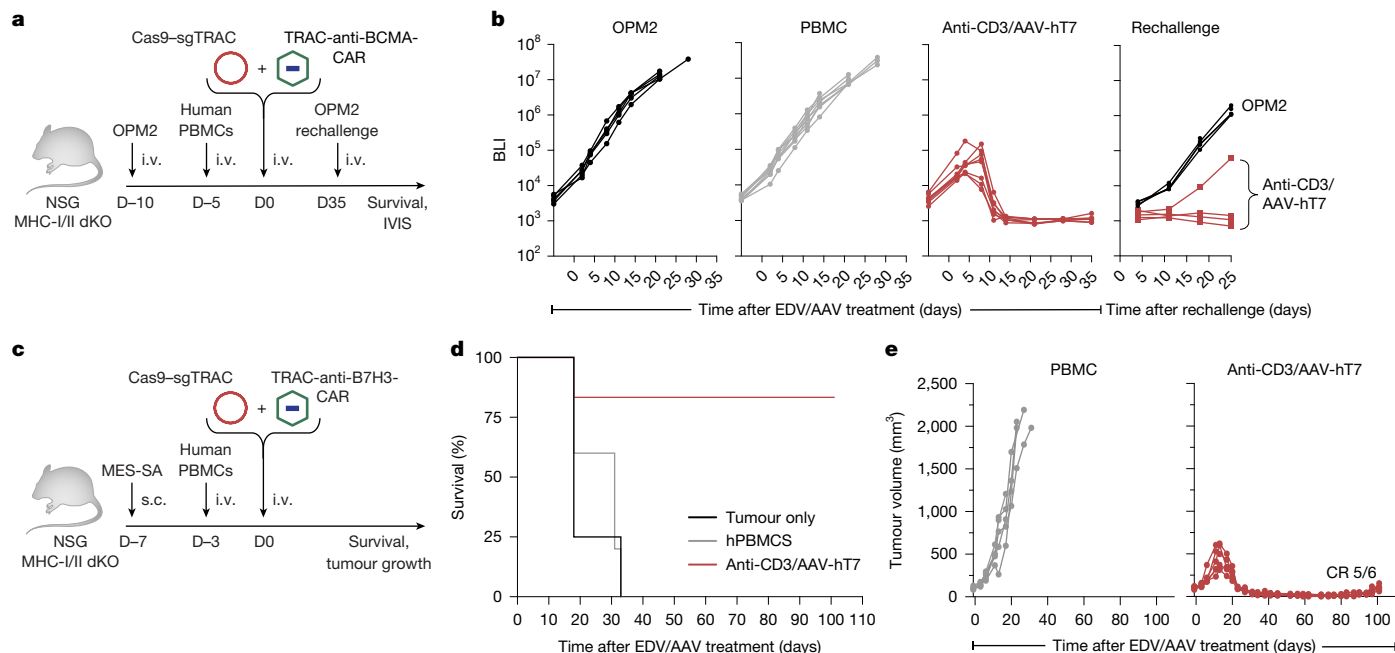 a
Cas9–sgTRAC
TRAC-anti-BCMA-
CAR
+
Human
PBMCs
OPM2
rechallenge
OPM2
i.v.
i.v.
i.v.
i.v.
NSG
MHC-I/II dKO
D–10
D–5
D0
D35
Survival,
IVIS
b
OPM2
PBMC
Anti-CD3/AAV-hT7
Rechallenge
BLI
10^8
10^7
10^6
10^5
10^4
10^3
10^2
OPM2
Anti-CD3/
AAV-hT7
0 5 10 15 20 25 30 35
0 5 10 15 20 25 30 35
0 5 10 15 20 25 30 35
0 5 10 15 20 25
Time after EDV/AAV treatment (days)
Time after rechallenge (days)
c
Cas9–sgTRAC
TRAC-anti-B7H3-
CAR
+
Human
PBMCs
MES-SA
s.c.
i.v.
i.v.
NSG
MHC-I/II dKO
D–7
D–3
D0
Survival,
tumour growth
d
Survival (%)
100
75
50
25
0
Tumour only
hPBMCS
Anti-CD3/AAV-hT7
0 10 20 30 40 50 60 70 80 90 100 110
Time after EDV/AAV treatment (days)
e
PBMC
Anti-CD3/AAV-hT7
Tumour volume (mm³)
2,500
2,000
1,500
1,000
500
0
CR 5/6
0 20 40 60 80 100
0 20 40 60 80 100
Time after EDV/AAV treatment (days)